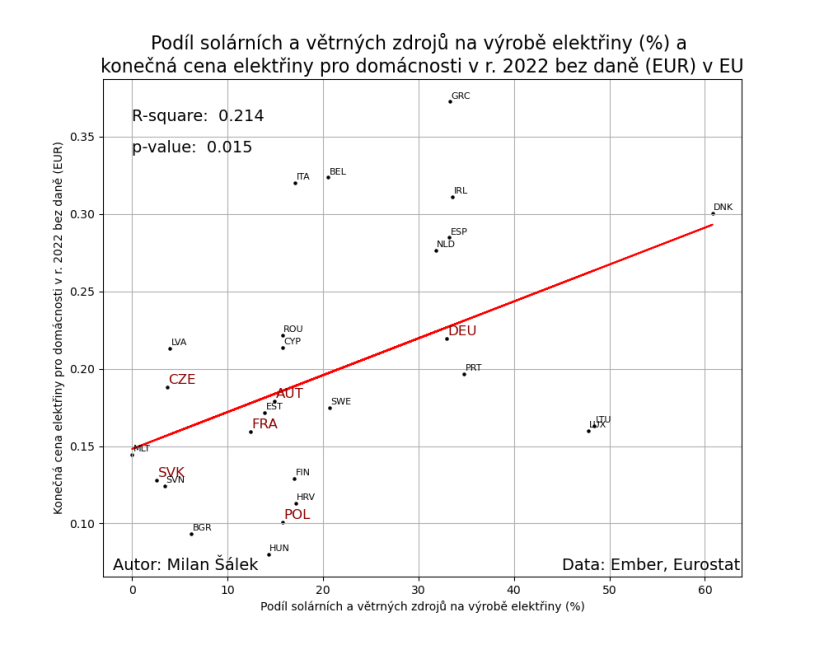 Podíl solárních a větrných zdrojů na výrobě elektřiny (%) a
konečná cena elektřiny pro domácnosti v r. 2022 bez daně (EUR) v EU
R-square: 0.214
p-value: 0.015
GRC
ITA
BEL
IRL
DNK
ESP
NLD
ROU
DEU
LVA
CYP
CZE
PRT
AUT
SWE
EST
FRA
LTU
LUX
MLT
SVK
SVN
FIN
HRV
POL
BGR
HUN
Autor: Milan Šálek
Data: Ember, Eurostat
0.35
0.30
0.25
0.20
0.15
0.10
Konečná cena elektřiny pro domácnosti v r. 2022 bez daně (EUR)
0 10 20 30 40 50 60
Podíl solárních a větrných zdrojů na výrobě elektřiny (%)